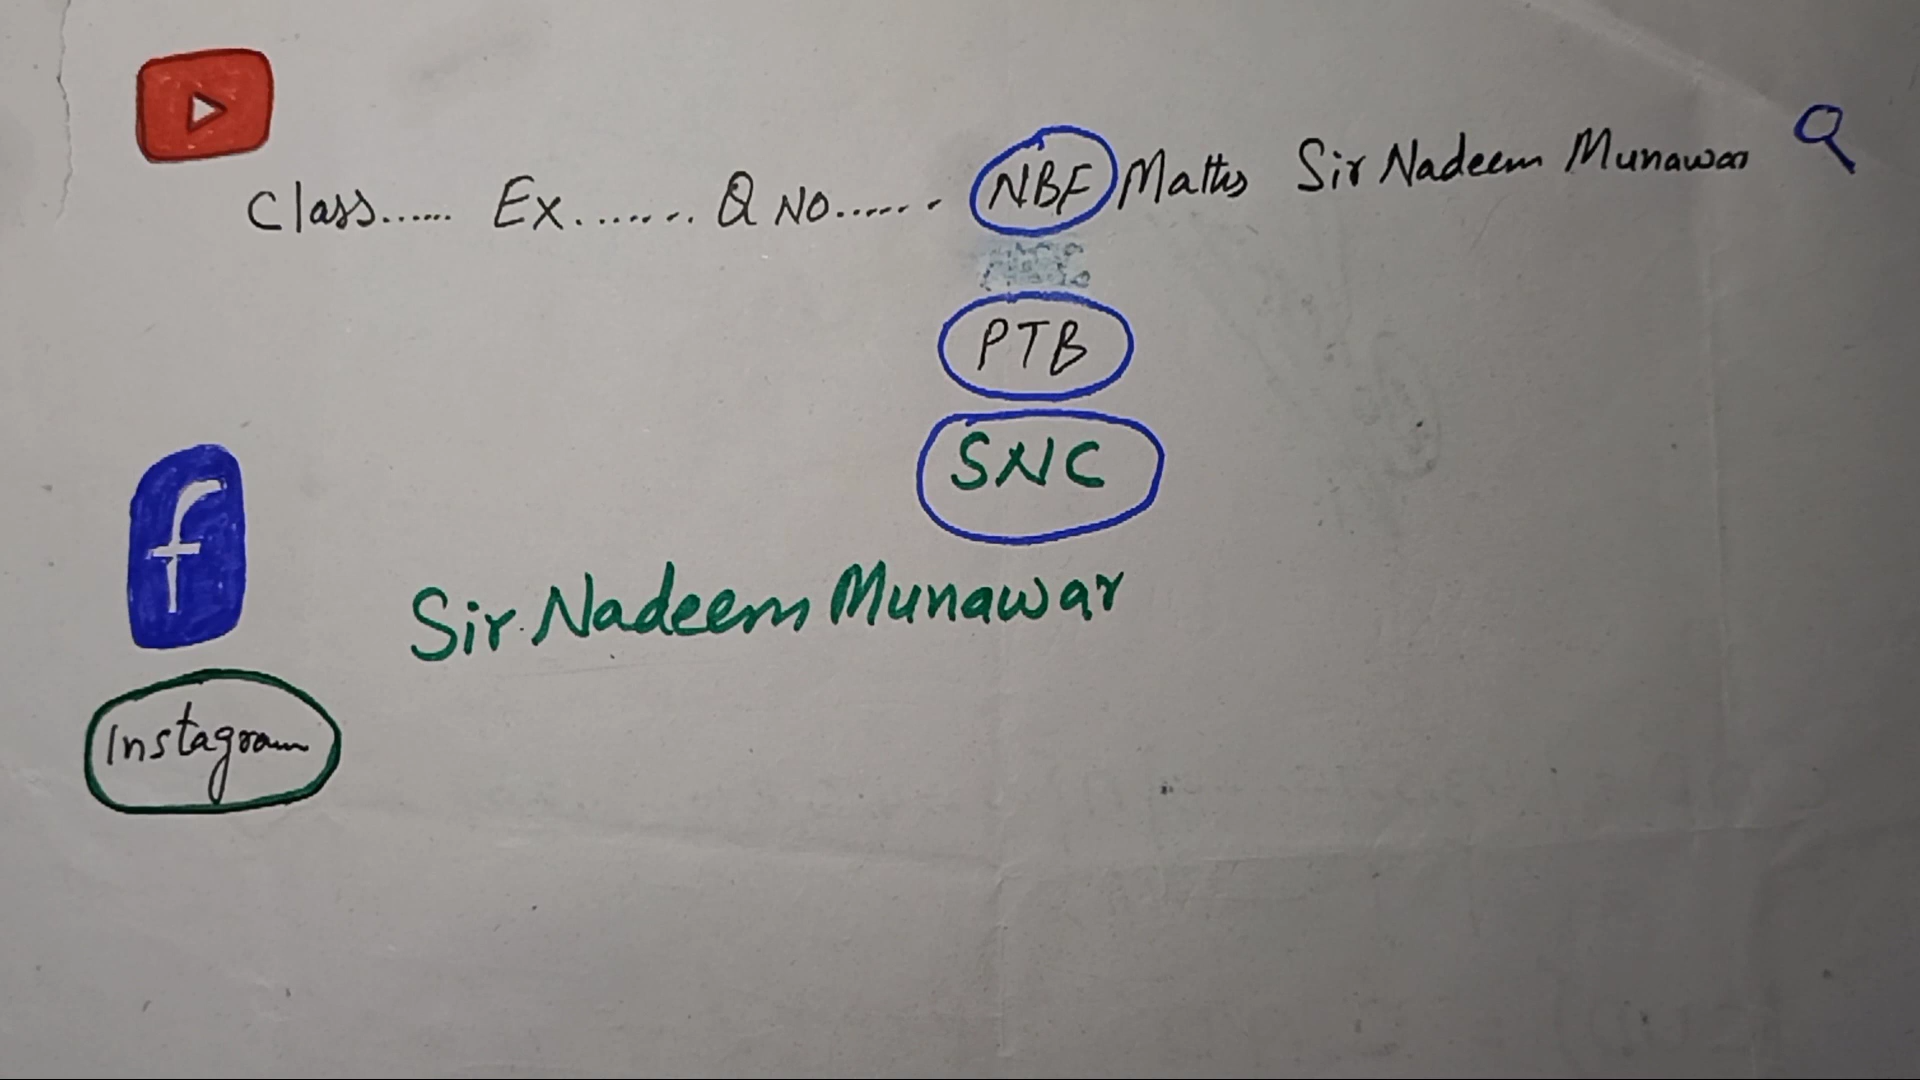 Class...... Ex........ Q No....... NBF Maths Sir Nadeem Munawar
PTB
SNC
f
Sir Nadeem Munawar
Instagram